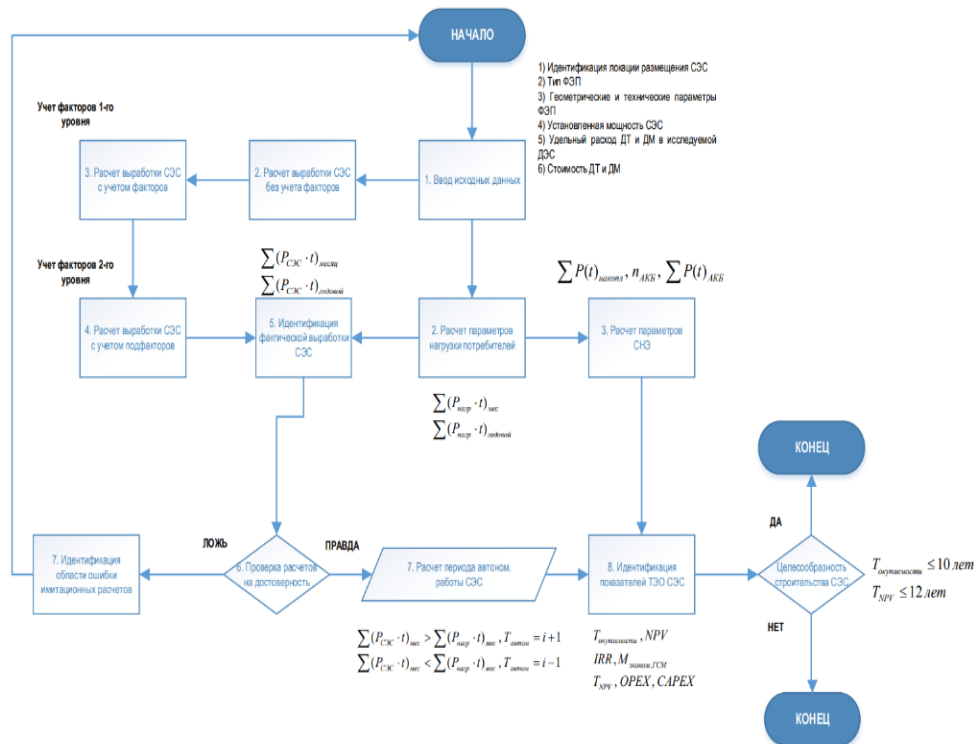 НАЧАЛО
1) Идентификация локации размещения СЭС
2) Тип ФЭП
3) Геометрические и технические параметры
ФЭП
4) Установленная мощность СЭС
5) Удельный расход ДТ и ДМ в исследуемой
ДЭС
6) Стоимость ДТ и ДМ
Учет факторов 1-го
уровня
3. Расчет выработки СЭС
с учетом факторов
2. Расчет выработки СЭС
без учета факторов
1. Ввод исходных данных
Учет факторов 2-го
уровня
∑(P_СЭС · t)_месяц
∑(P_СЭС · t)_годовой
∑P(t)_накопл, n_АКБ, ∑P(t)_АКБ
4. Расчет выработки СЭС
с учетом подфакторов
5. Идентификация
фактической выработки
СЭС
2. Расчет параметров
нагрузки потребителей
3. Расчет параметров
СНЭ
∑(P_нагр · t)_мес
∑(P_нагр · t)_годовой
КОНЕЦ
ДА
ЛОЖЬ
ПРАВДА
7. Идентификация
области ошибки
имитационных расчетов
6. Проверка расчетов
на достоверность
7. Расчет периода автоном.
работы СЭС
8. Идентификация
показателей ТЭО СЭС
Целессообразность
строительства СЭС
T_окупаемости ≤ 10 лет
T_NPV ≤ 12 лет
НЕТ
∑(P_СЭС · t)_мес > ∑(P_нагр · t)_мес, T_автон = i + 1
∑(P_СЭС · t)_мес < ∑(P_нагр · t)_мес, T_автон = i − 1
T_окупаемости, NPV
IRR, M_эконом.ГСМ
T_NPV, OPEX, CAPEX
КОНЕЦ